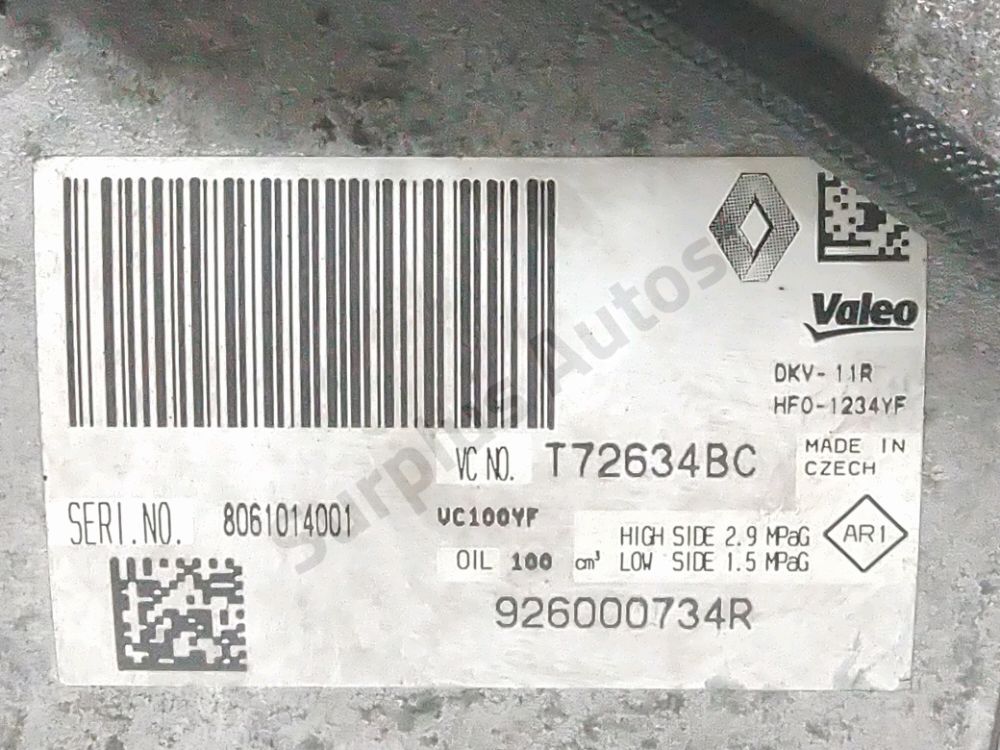 Valeo
DKV-11R
HFO-1234YF
VC NO. T72634BC
MADE IN
CZECH
SERI.NO. 8061014001
VC100YF
OIL 100 cm³
HIGH SIDE 2.9 MPaG
LOW SIDE 1.5 MPaG
AR1
926000734R
Surplus Autos